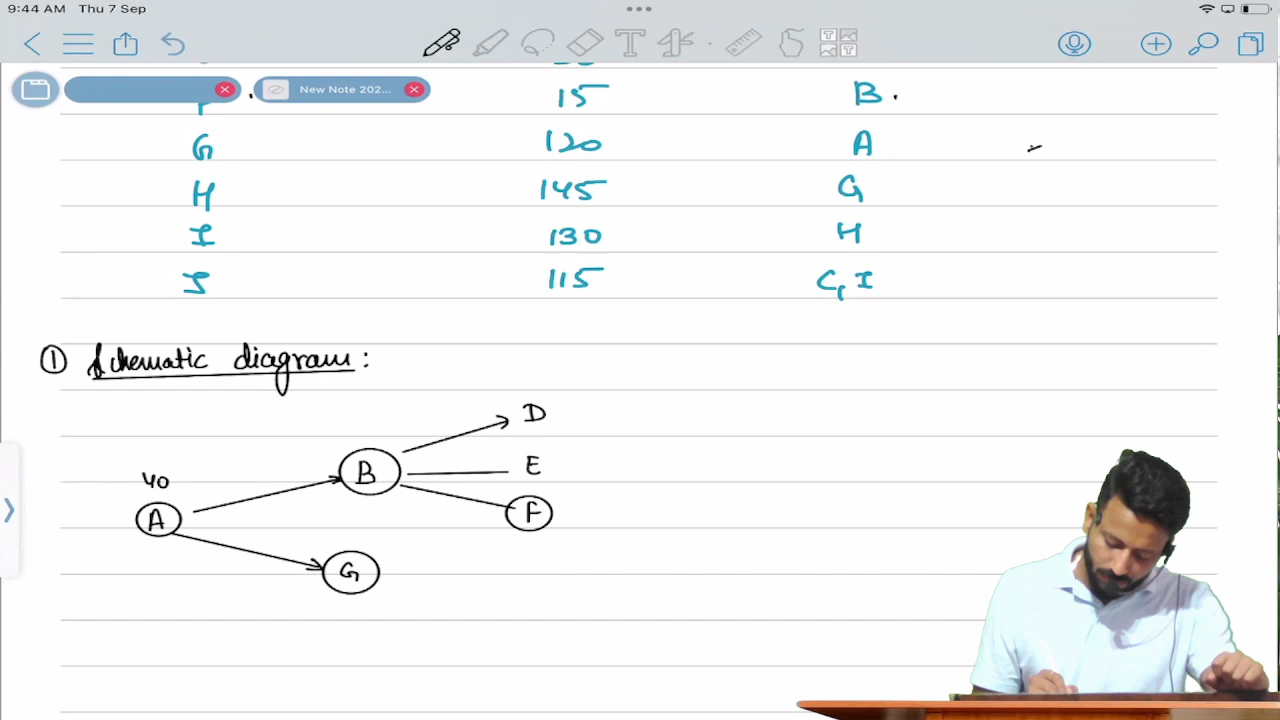 9:44 AM Thu 7 Sep
New Note 202...
15 B.
G 120 A
H 145 G
I 130 H
J 115 C, I
① Schematic diagram:
D
40 B E
A F
G